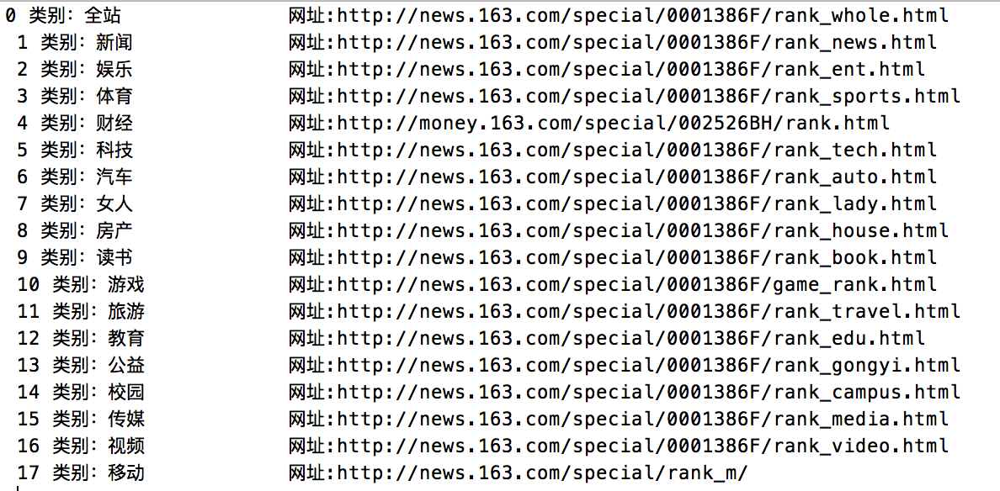 0 类别：全站 网址:http://news.163.com/special/0001386F/rank_whole.html
1 类别：新闻 网址:http://news.163.com/special/0001386F/rank_news.html
2 类别：娱乐 网址:http://news.163.com/special/0001386F/rank_ent.html
3 类别：体育 网址:http://news.163.com/special/0001386F/rank_sports.html
4 类别：财经 网址:http://money.163.com/special/002526BH/rank.html
5 类别：科技 网址:http://news.163.com/special/0001386F/rank_tech.html
6 类别：汽车 网址:http://news.163.com/special/0001386F/rank_auto.html
7 类别：女人 网址:http://news.163.com/special/0001386F/rank_lady.html
8 类别：房产 网址:http://news.163.com/special/0001386F/rank_house.html
9 类别：读书 网址:http://news.163.com/special/0001386F/rank_book.html
10 类别：游戏 网址:http://news.163.com/special/0001386F/game_rank.html
11 类别：旅游 网址:http://news.163.com/special/0001386F/rank_travel.html
12 类别：教育 网址:http://news.163.com/special/0001386F/rank_edu.html
13 类别：公益 网址:http://news.163.com/special/0001386F/rank_gongyi.html
14 类别：校园 网址:http://news.163.com/special/0001386F/rank_campus.html
15 类别：传媒 网址:http://news.163.com/special/0001386F/rank_media.html
16 类别：视频 网址:http://news.163.com/special/0001386F/rank_video.html
17 类别：移动 网址:http://news.163.com/special/rank_m/